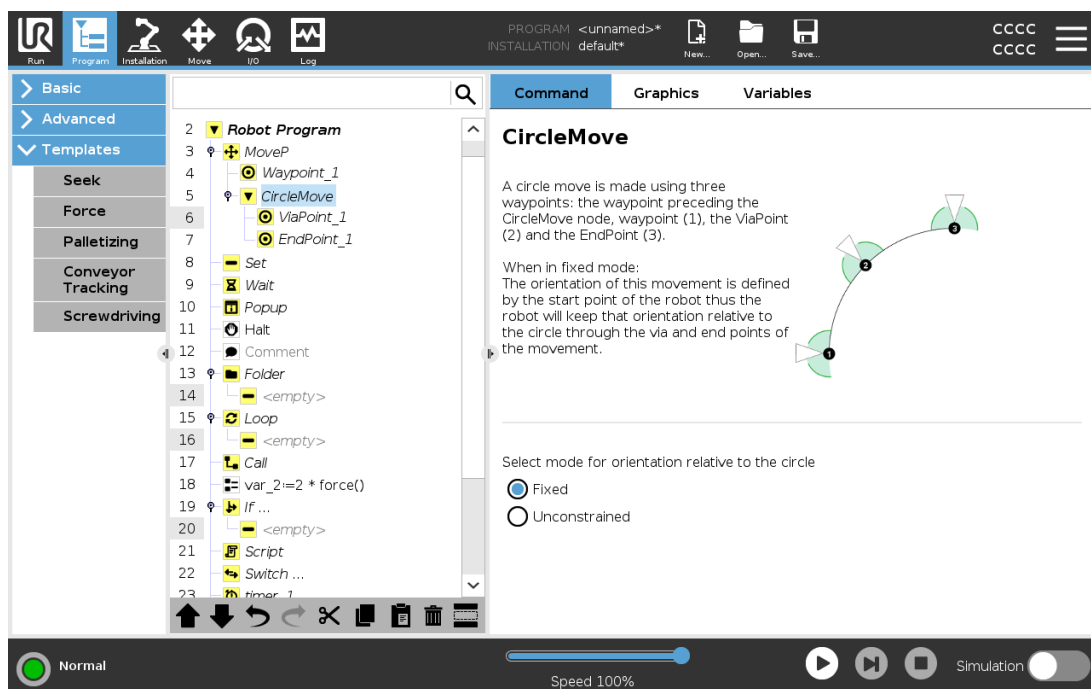 PROGRAM <unnamed>*
INSTALLATION default*
CCCC
CCCC
Run
Program
Installation
Move
I/O
Log
New...
Open...
Save...
Basic
Advanced
Templates
Seek
Force
Palletizing
Conveyor
Tracking
Screwdriving
2 Robot Program
3 MoveP
4 Waypoint_1
5 CircleMove
6 ViaPoint_1
7 EndPoint_1
8 Set
9 Wait
10 Popup
11 Halt
12 Comment
13 Folder
14 <empty>
15 Loop
16 <empty>
17 Call
18 var_2:=2 * force()
19 If ...
20 <empty>
21 Script
22 Switch ...
23 timer_1
Command Graphics Variables
CircleMove
A circle move is made using three
waypoints: the waypoint preceding the
CircleMove node, waypoint (1), the ViaPoint
(2) and the EndPoint (3).
When in fixed mode:
The orientation of this movement is defined
by the start point of the robot thus the
robot will keep that orientation relative to
the circle through the via and end points of
the movement.
3
2
1
Select mode for orientation relative to the circle
Fixed
Unconstrained
Normal
Speed 100%
Simulation